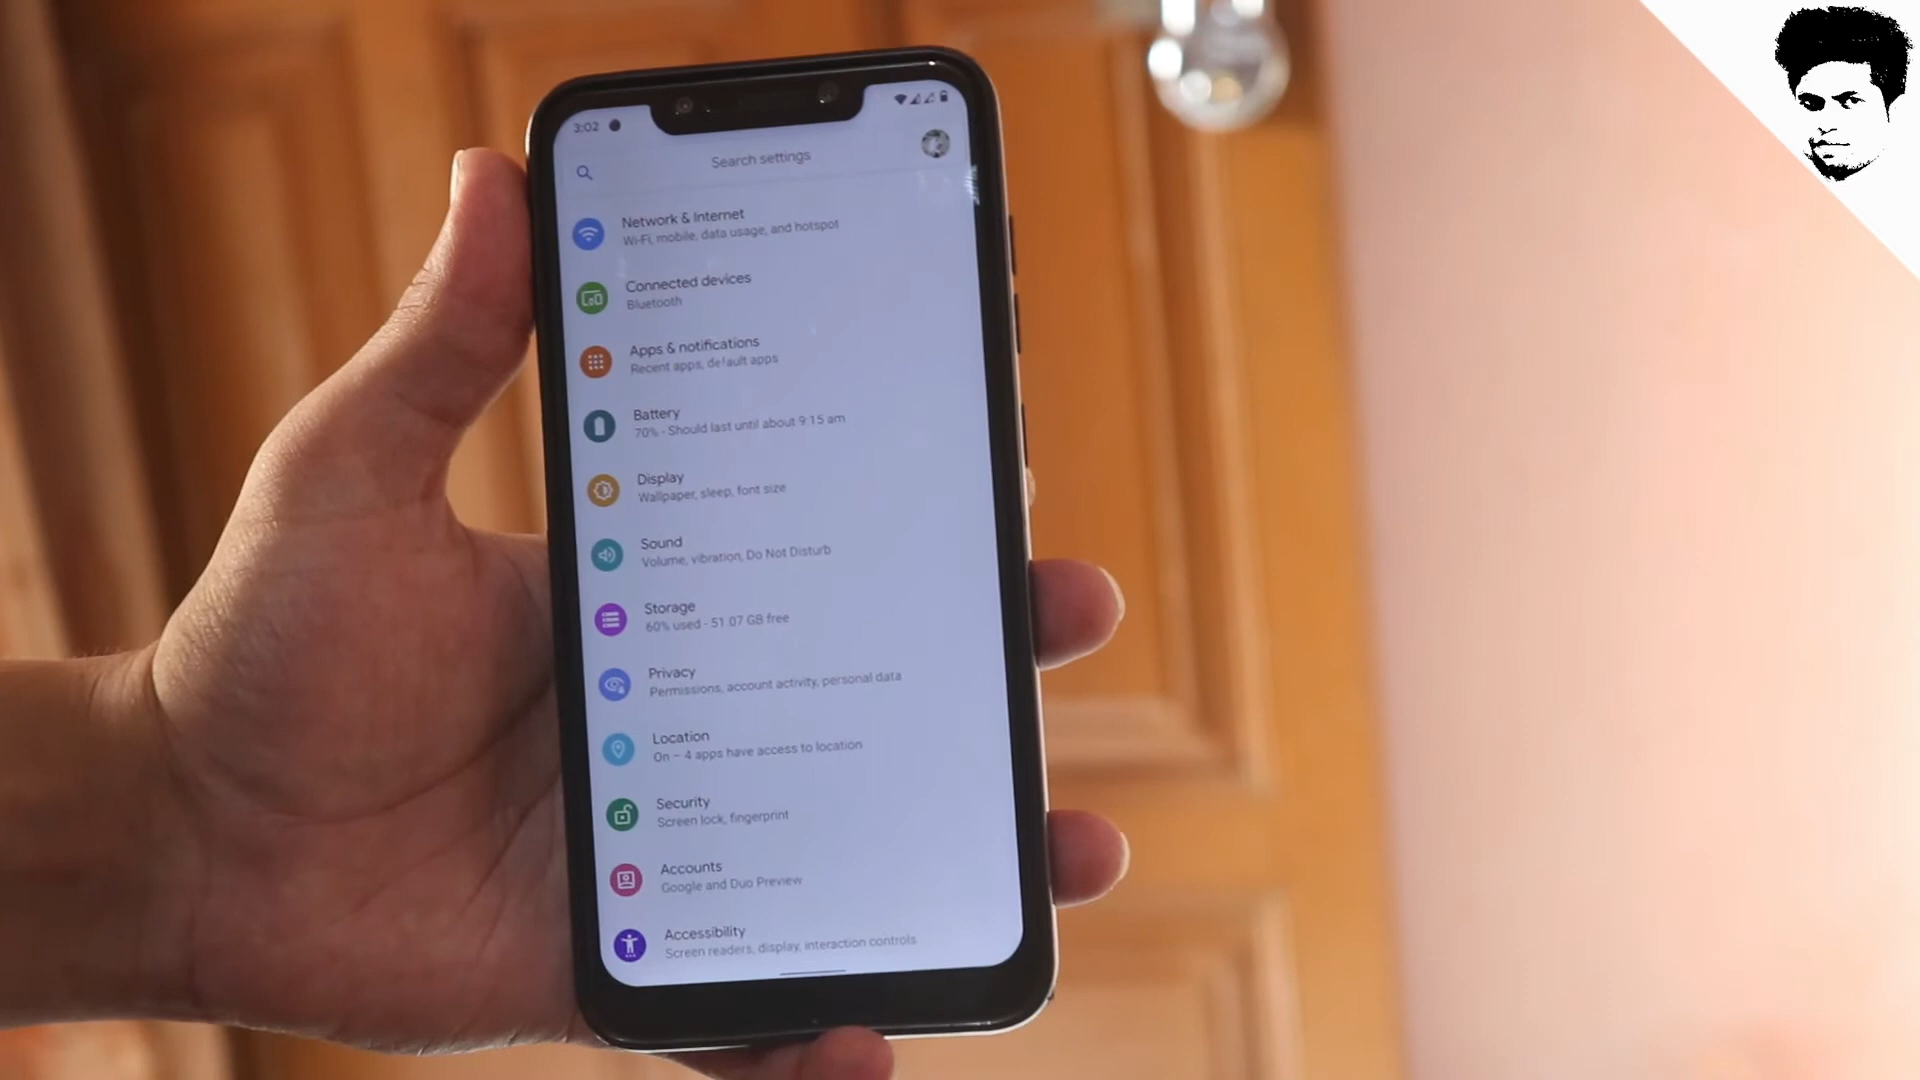 3:02
Search settings
Network & Internet
Wi-Fi, mobile, data usage, and hotspot
Connected devices
Bluetooth
Apps & notifications
Recent apps, default apps
Battery
70% - Should last until about 9:15 am
Display
Wallpaper, sleep, font size
Sound
Volume, vibration, Do Not Disturb
Storage
60% used - 51.07 GB free
Privacy
Permissions, account activity, personal data
Location
On – 4 apps have access to location
Security
Screen lock, fingerprint
Accounts
Google and Duo Preview
Accessibility
Screen readers, display, interaction controls